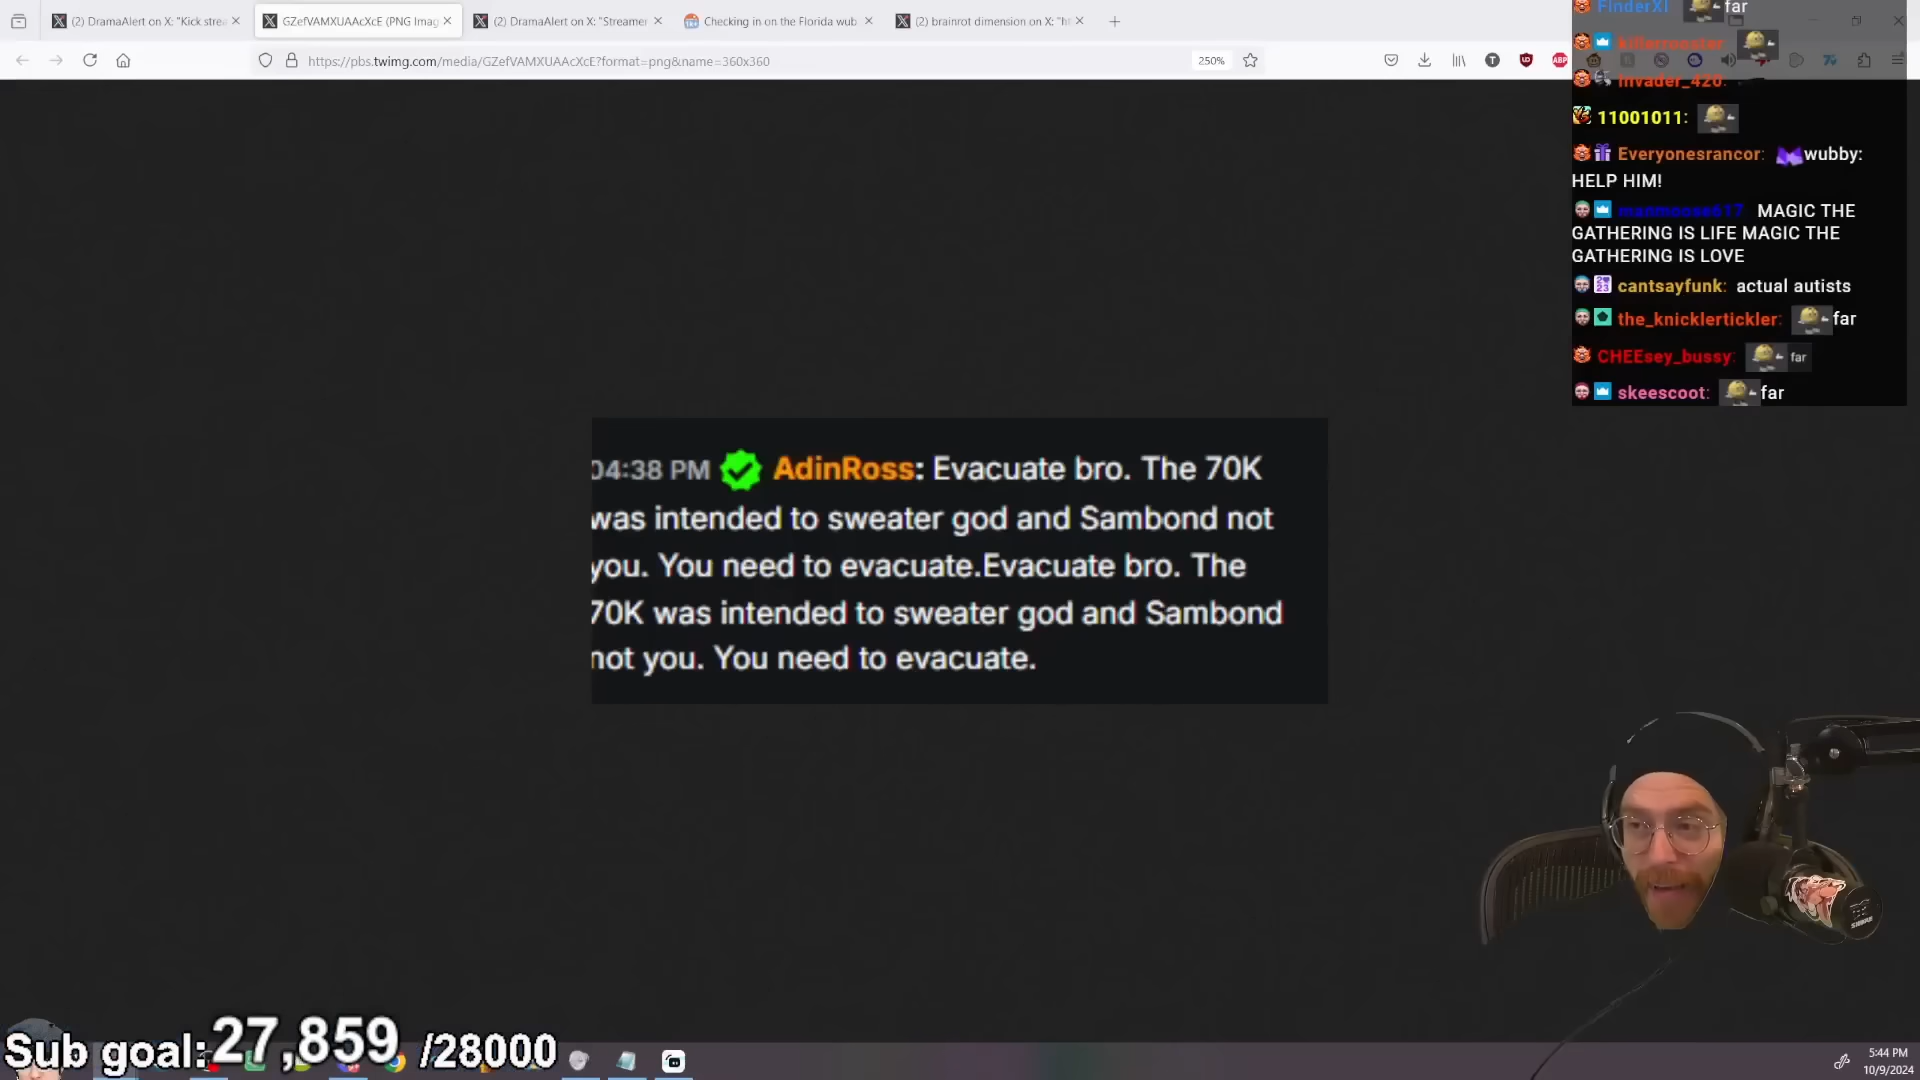 (2) DramaAlert on X: "Kick strea
GZefVAMXUAAcXcE (PNG Imag
(2) DramaAlert on X: "Streamer
Checking in on the Florida wub
(2) brainrot dimension on X: "h
https://pbs.twimg.com/media/GZefVAMXUAAcXcE?format=png&name=360x360
250%
FinderXI far
killerrooster
invader_420:
11001011:
Everyonesrancor: wubby:
HELP HIM!
manmoose617 MAGIC THE
GATHERING IS LIFE MAGIC THE
GATHERING IS LOVE
cantsayfunk: actual autists
the_knicklertickler: far
CHEEsey_bussy: far
skeescoot: far
04:38 PM AdinRoss: Evacuate bro. The 70K
was intended to sweater god and Sambond not
you. You need to evacuate.Evacuate bro. The
70K was intended to sweater god and Sambond
not you. You need to evacuate.
Sub goal:27,859 /28000
5:44 PM
10/9/2024